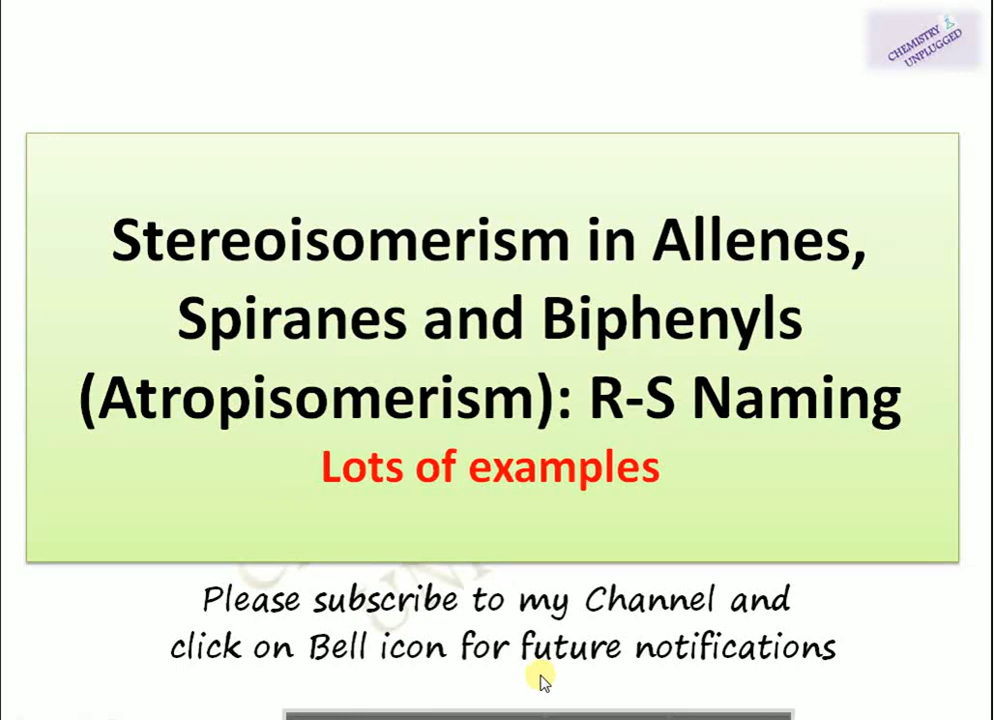 CHEMISTRY
UNPLUGGED
Stereoisomerism in Allenes,
Spiranes and Biphenyls
(Atropisomerism): R-S Naming
Lots of examples
Please subscribe to my Channel and
click on Bell icon for future notifications